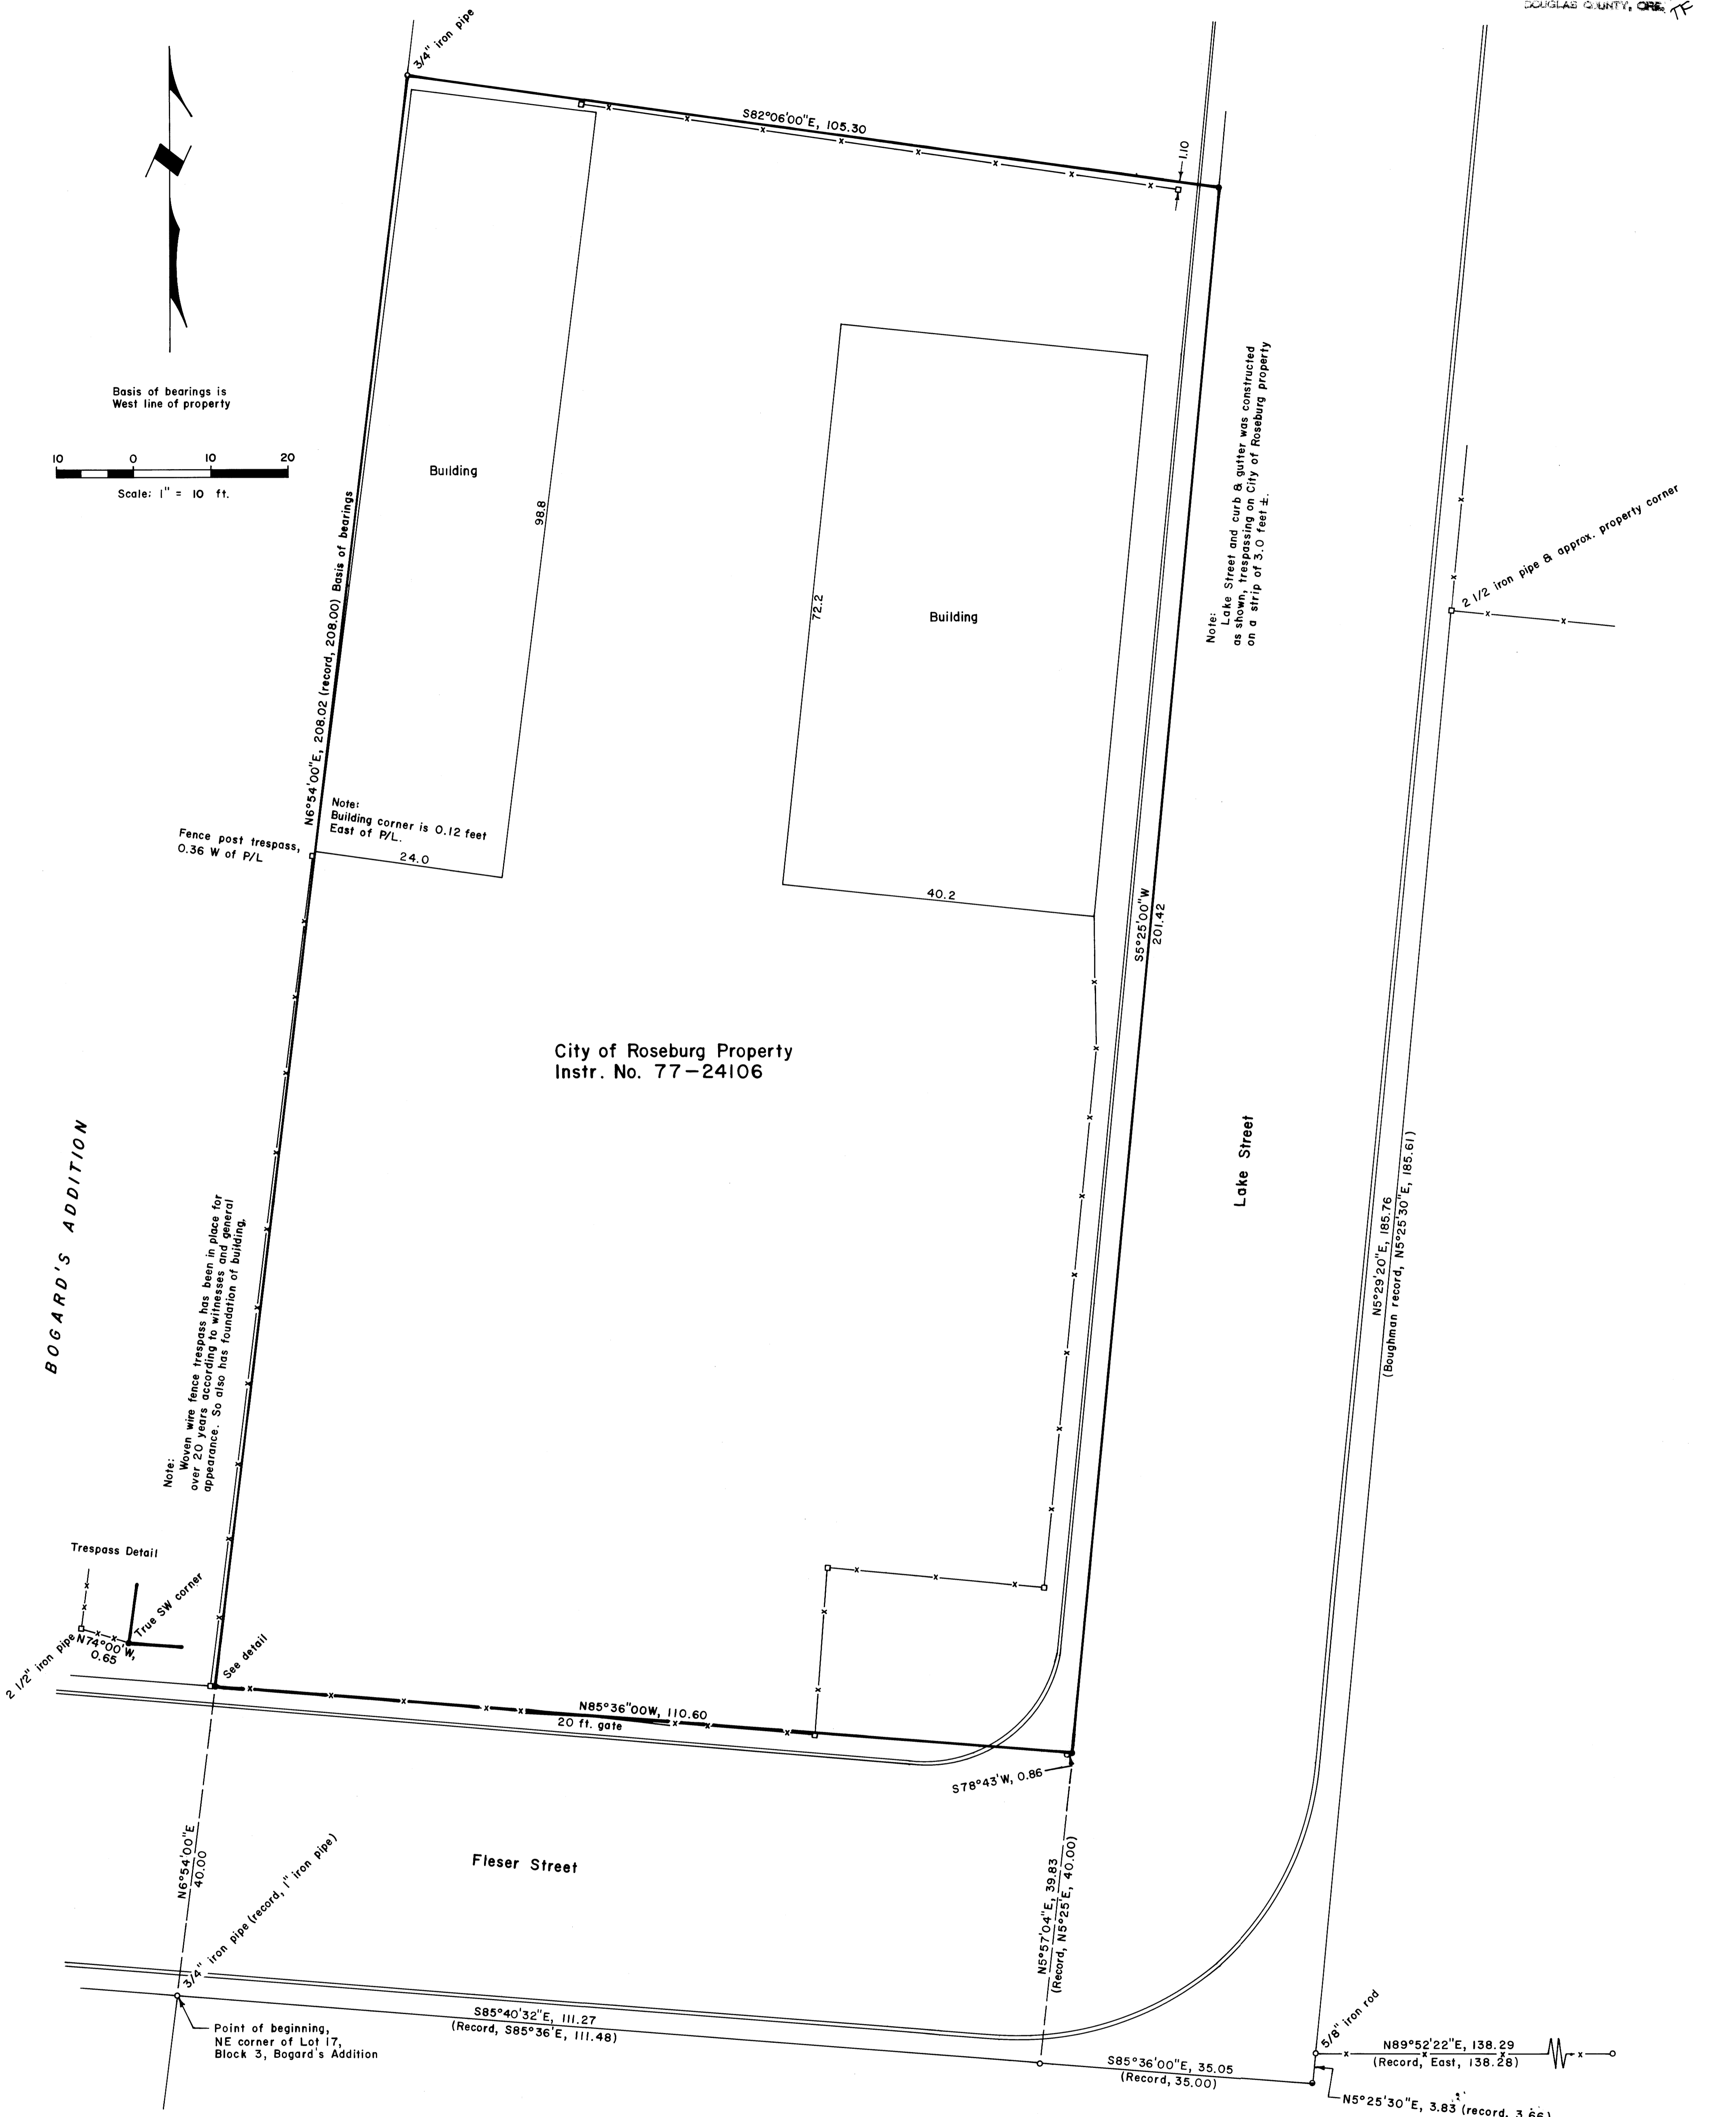 DOUGLAS COUNTY, ORE.
TF
3/4" iron pipe
S82°06'00"E, 105.30
1.10
Basis of bearings is
West line of property
10 0 10 20
Scale: 1" = 10 ft.
Building
98.8
N6°54'00"E, 208.02 (record, 208.00) Basis of bearings
72.2
Building
Note:
Lake Street and curb & gutter was constructed
as shown, trespassing on City of Roseburg property
on a strip of 3.0 feet ±.
2 1/2 iron pipe & approx. property corner
Note:
Building corner is 0.12 feet
East of P/L.
Fence post trespass,
0.36 W of P/L
24.0
40.2
S5°25'00"W
201.42
City of Roseburg Property
Instr. No. 77-24106
BOGARD'S ADDITION
Lake Street
N5°29'20"E, 185.76
(Boughman record, N5°25'30"E, 185.61)
Note:
Woven wire fence trespass has been in place for
over 20 years according to witnesses and general
appearance. So also has foundation of building.
Trespass Detail
True SW corner
N74°00'W,
0.65
2 1/2" iron pipe
See detail
N85°36"00W, 110.60
20 ft. gate
S78°43'W, 0.86
N6°54'00"E
40.00
Fleser Street
3/4" iron pipe (record, 1" iron pipe)
N5°57'04"E, 39.83
(Record, N5°25'E, 40.00)
S85°40'32"E, 111.27
(Record, S85°36'E, 111.48)
Point of beginning,
NE corner of Lot 17,
Block 3, Bogard's Addition
S85°36'00"E, 35.05
(Record, 35.00)
5/8" iron rod
N89°52'22"E, 138.29
(Record, East, 138.28)
N5°25'30"E, 3.83 (record, 3.66)